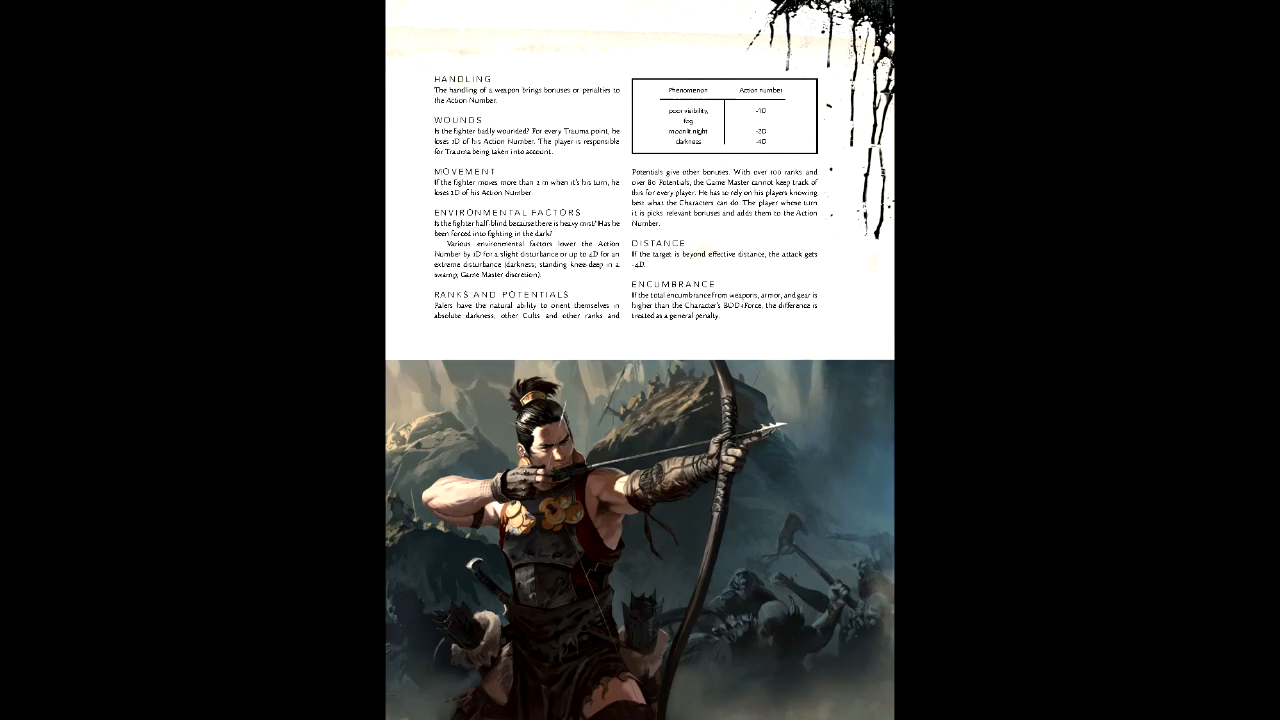 HANDLING
The handling of a weapon brings bonuses or penalties to
the Action Number.
WOUNDS
Is the fighter badly wounded? For every Trauma point, he
loses 1D of his Action Number. The player is responsible
for Trauma being taken into account.
MOVEMENT
If the fighter moves more than 2 m when it's his turn, he
loses 1D of his Action Number.
ENVIRONMENTAL FACTORS
Is the fighter half-blind because there is heavy mist? Has he
been forced into fighting in the dark?
Various environmental factors lower the Action
Number by 1D for a slight disturbance or up to 4D for an
extreme disturbance (darkness; standing knee-deep in a
swamp; Game Master discretion).
RANKS AND POTENTIALS
Palers have the natural ability to orient themselves in
absolute darkness, other Cults and other ranks and
Phenomenon Action number
poor visibility, -1D
fog
moonlit night -2D
darkness -4D
Potentials give other bonuses. With over 100 ranks and
over 80 Potentials, the Game Master cannot keep track of
this for every player. He has to rely on his players knowing
best what the Characters can do. The player whose turn
it is picks relevant bonuses and adds them to the Action
Number.
DISTANCE
If the target is beyond effective distance, the attack gets
-4D.
ENCUMBRANCE
If the total encumbrance from weapons, armor, and gear is
higher than the Character's BOD+Force, the difference is
treated as a general penalty.